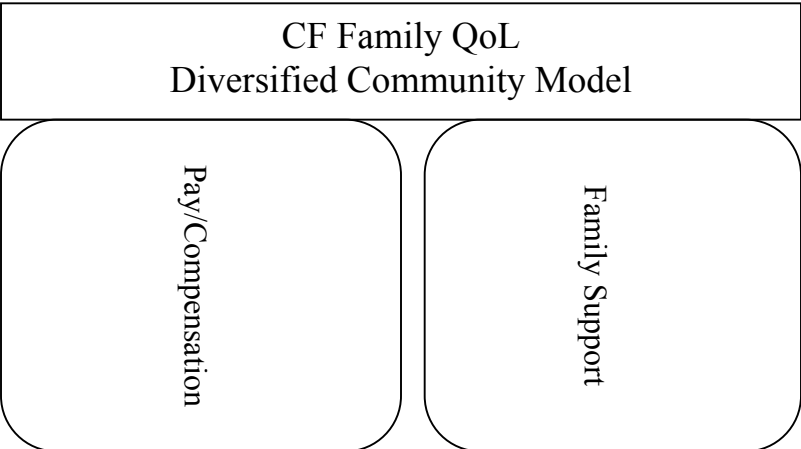 CF Family QoL
Diversified Community Model
Pay/Compensation
Family Support